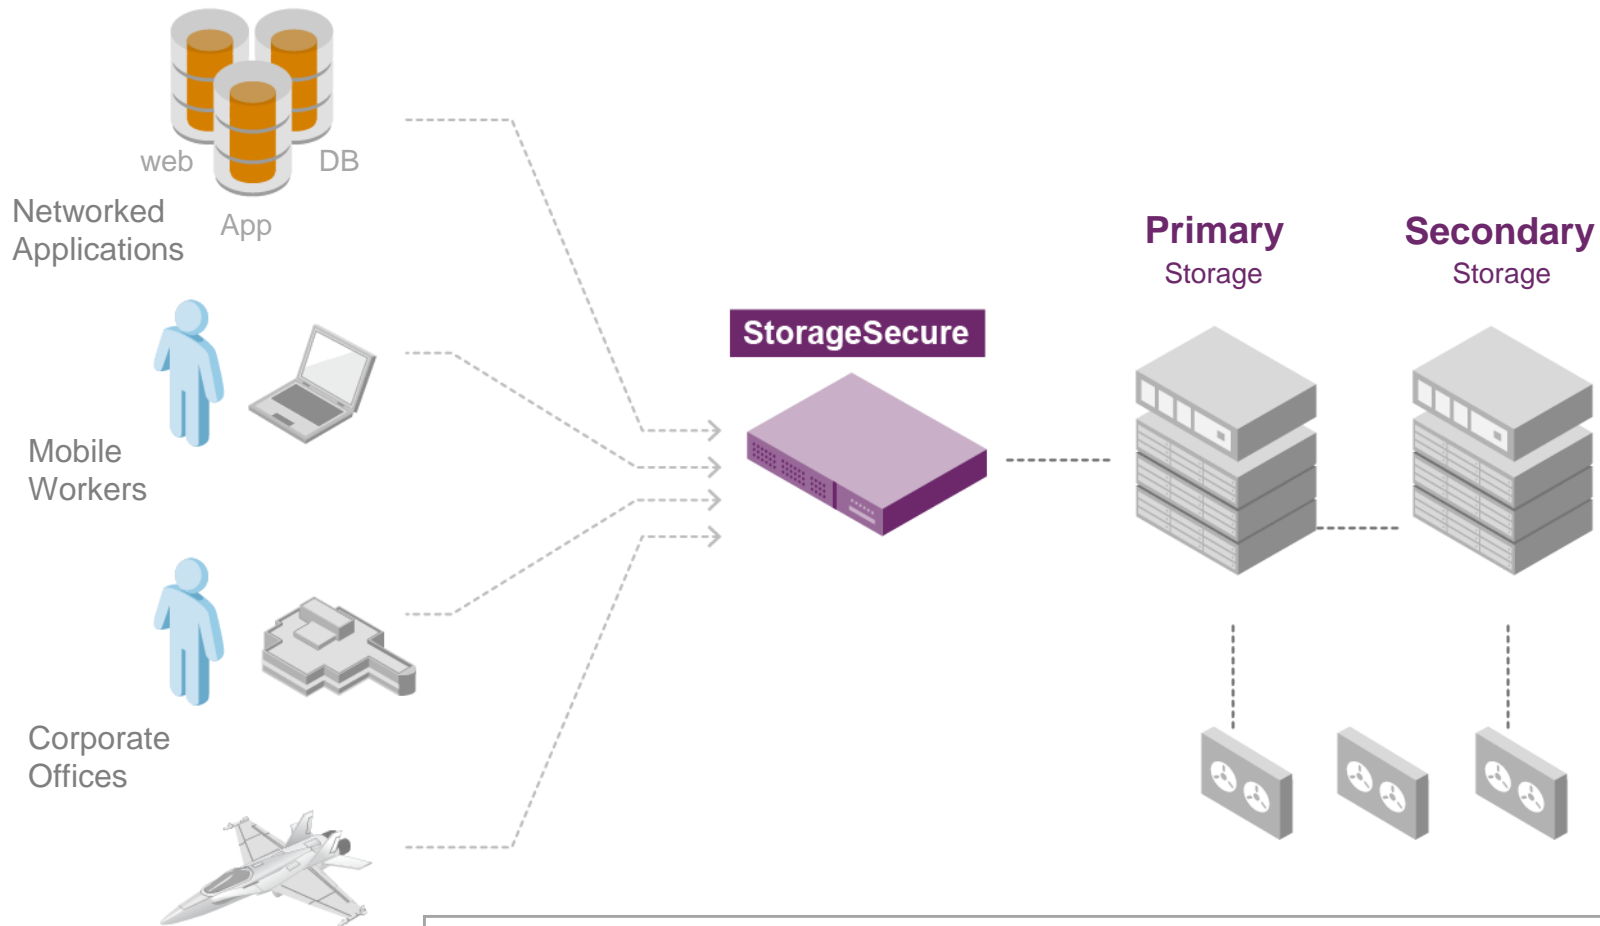 web
DB
App
Networked
Applications
Mobile
Workers
Corporate
Offices
StorageSecure
Primary
Storage
Secondary
Storage